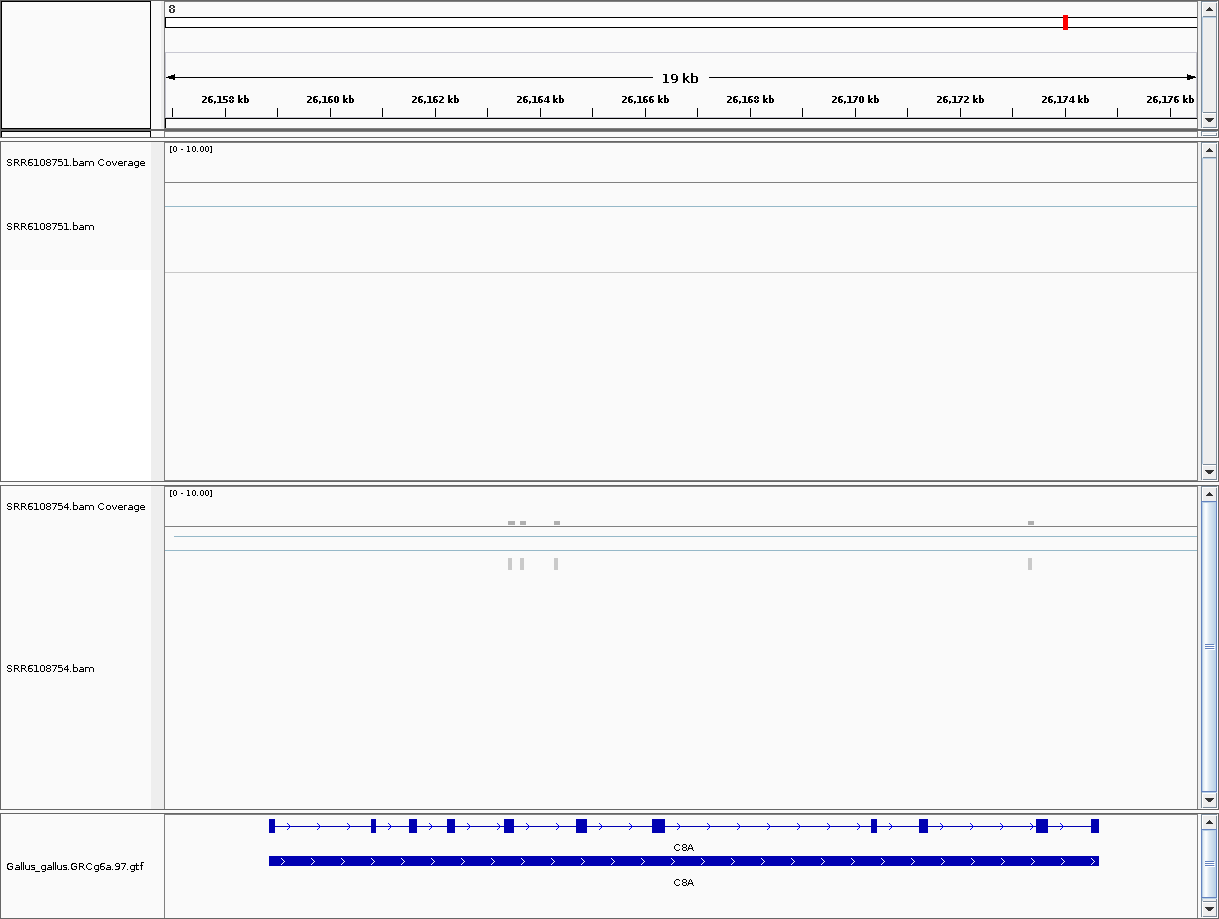 8
19 kb
26,158 kb 26,160 kb 26,162 kb 26,164 kb 26,166 kb 26,168 kb 26,170 kb 26,172 kb 26,174 kb 26,176 kb
[0 - 10.00]
SRR6108751.bam Coverage
SRR6108751.bam
[0 - 10.00]
SRR6108754.bam Coverage
SRR6108754.bam
C8A
Gallus_gallus.GRCg6a.97.gtf
C8A